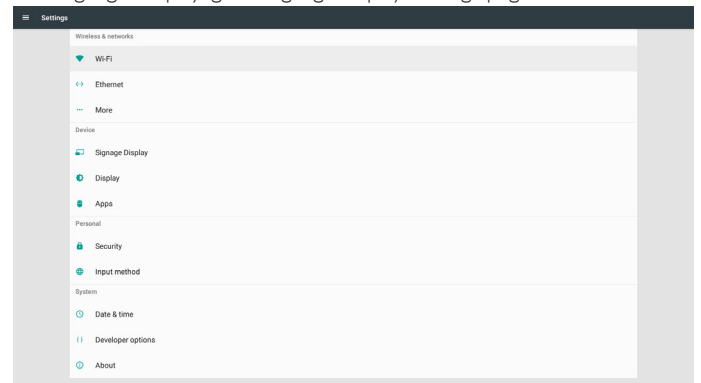 Settings
Wireless & networks
Wi-Fi
Ethernet
More
Device
Signage Display
Display
Apps
Personal
Security
Input method
System
Date & time
Developer options
About